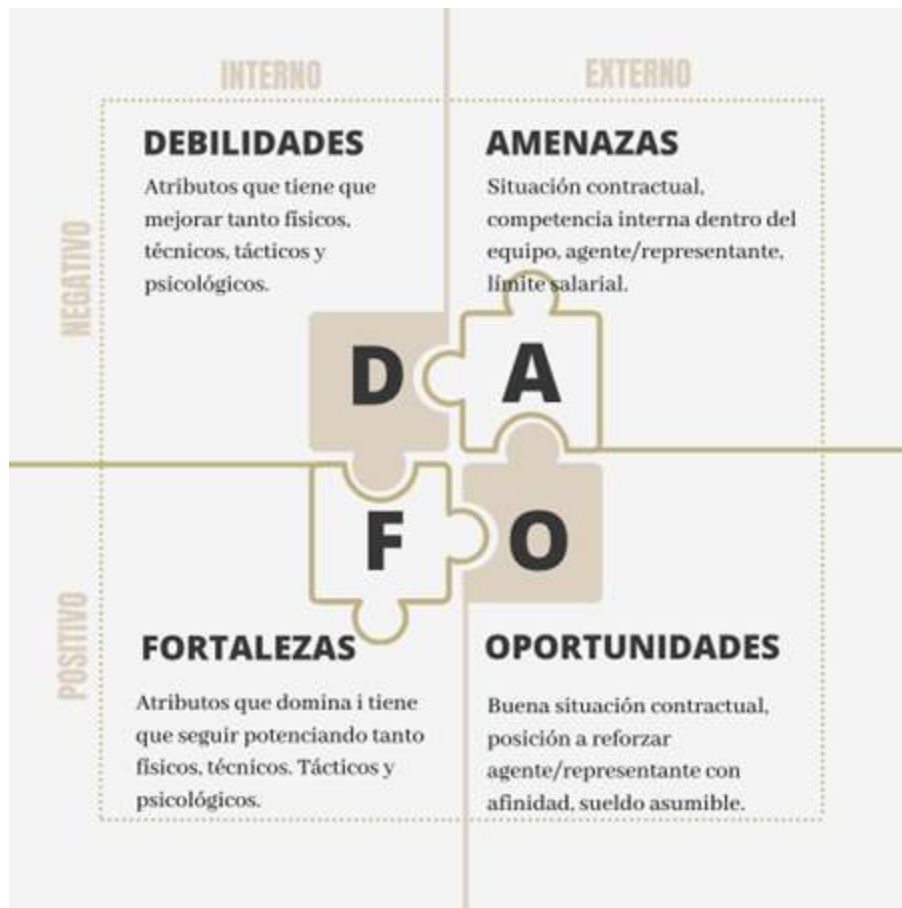 INTERNO
EXTERNO
NEGATIVO
DEBILIDADES
Atributos que tiene que
mejorar tanto físicos,
técnicos, tácticos y
psicológicos.
AMENAZAS
Situación contractual,
competencia interna dentro del
equipo, agente/representante,
límite salarial.
D
A
F
O
POSITIVO
FORTALEZAS
Atributos que domina i tiene
que seguir potenciando tanto
físicos, técnicos. Tácticos y
psicológicos.
OPORTUNIDADES
Buena situación contractual,
posición a reforzar
agente/representante con
afinidad, sueldo asumible.